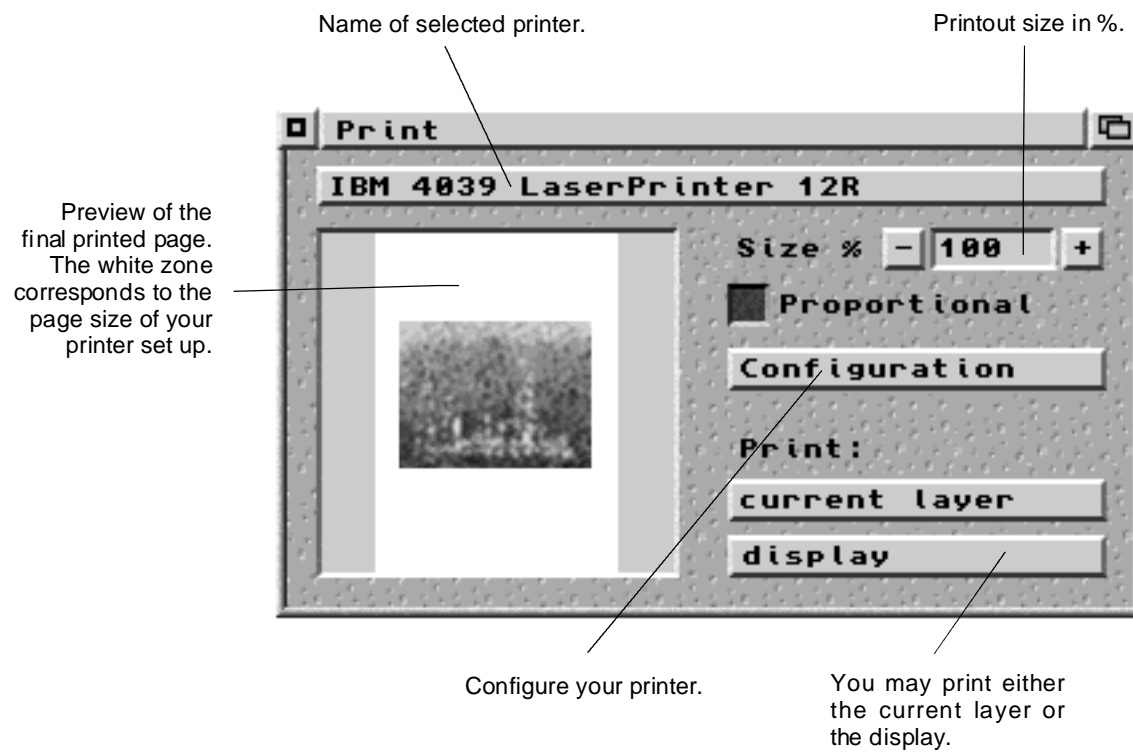 Name of selected printer.
Printout size in %.
Print
IBM 4039 LaserPrinter 12R
Preview of the
final printed page.
The white zone
corresponds to the
page size of your
printer set up.
Size % - 100 +
Proportional
Configuration
Print:
current layer
display
Configure your printer.
You may print either
the current layer or
the display.